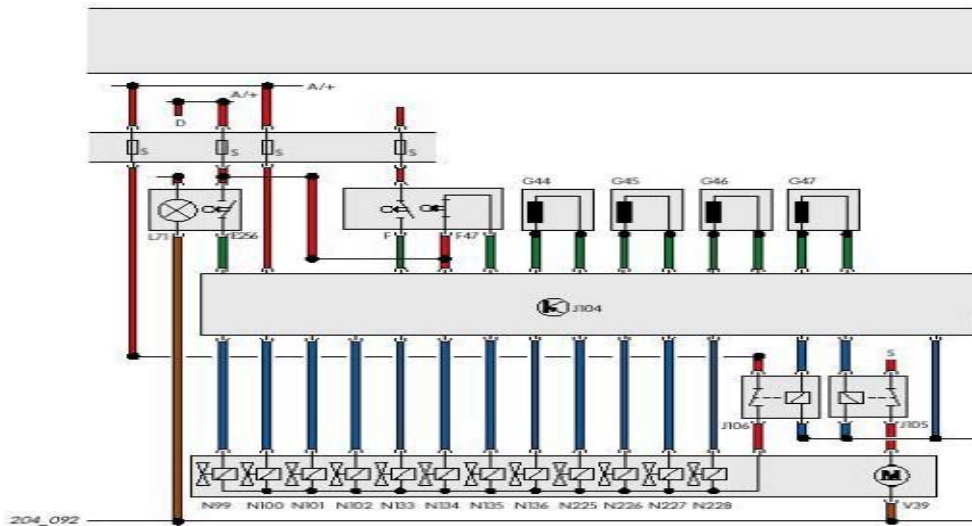 A/+
A/+
D
S
S
S
S
G44
G45
G46
G47
L71
E256
F
F47
J104
S
J106
J105
M
N99 N100 N101 N102 N133 N134 N135 N136 N225 N226 N227 N228
V39
204_092